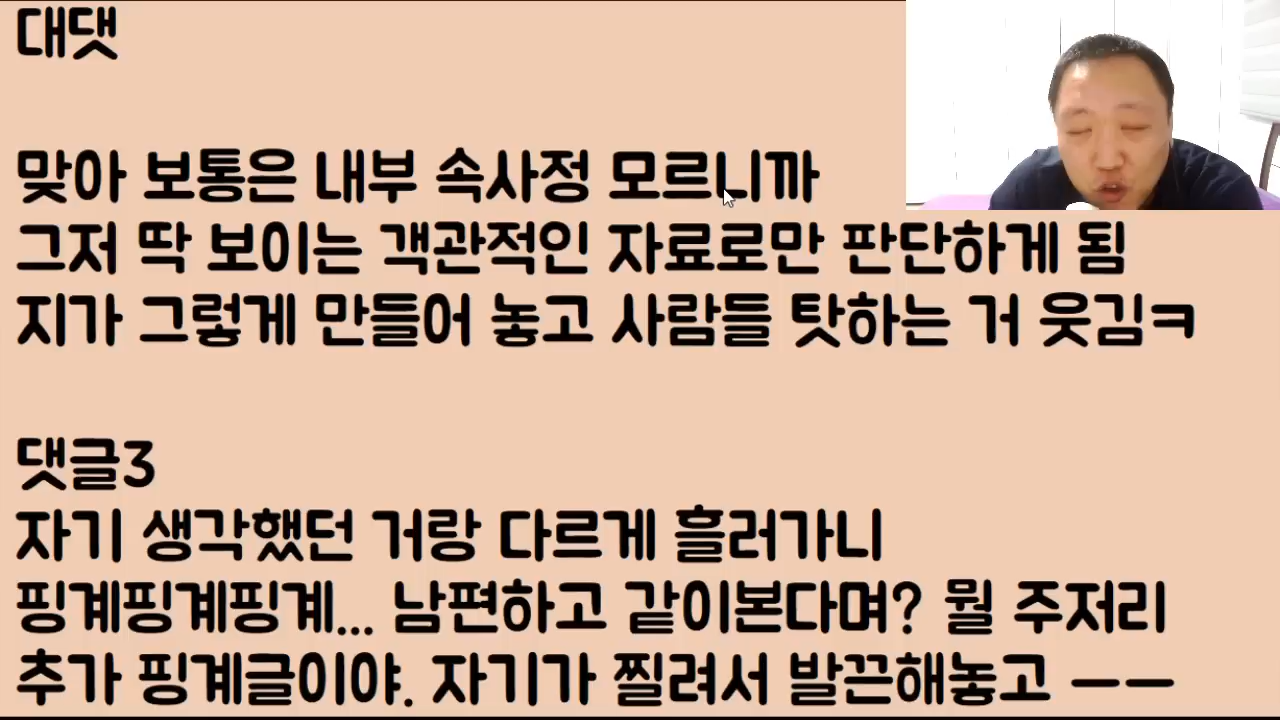 대댓
맞아 보통은 내부 속사정 모르니까
그저 딱 보이는 객관적인 자료로만 판단하게 됨
지가 그렇게 만들어 놓고 사람들 탓하는 거 웃김ㅋ
댓글3
자기 생각했던 거랑 다르게 흘러가니
핑계핑계핑계... 남편하고 같이본다며? 뭘 주저리
추가 핑계글이야. 자기가 찔려서 발끈해놓고 ㅡㅡ